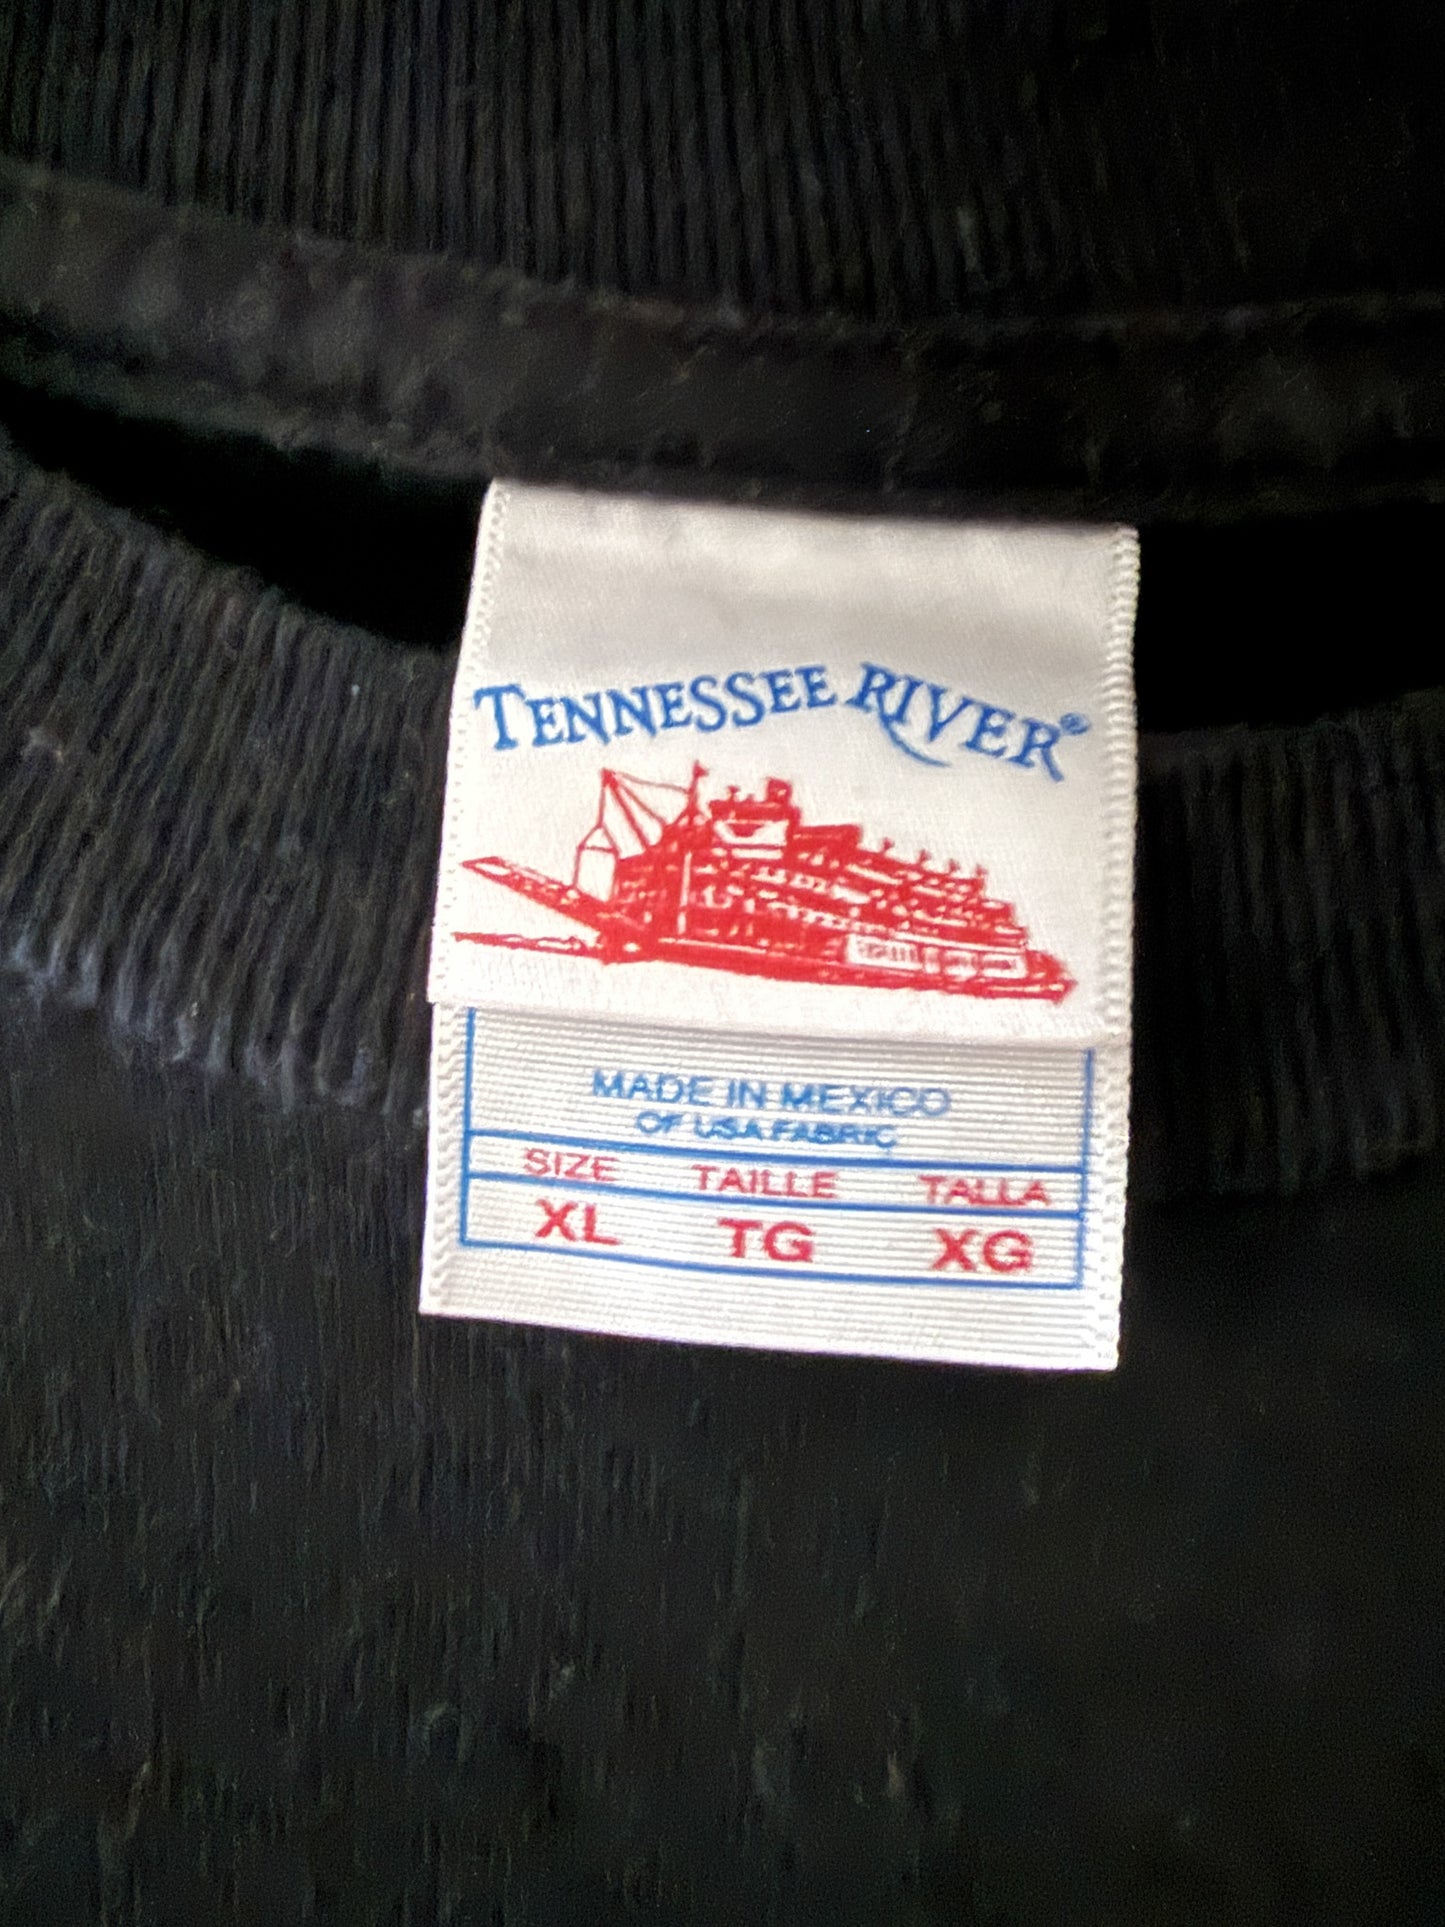 TENNESSEE RIVER®
MADE IN MEXICO
OF USA FABRIC
SIZE TAILLE TALLA
XL TG XG